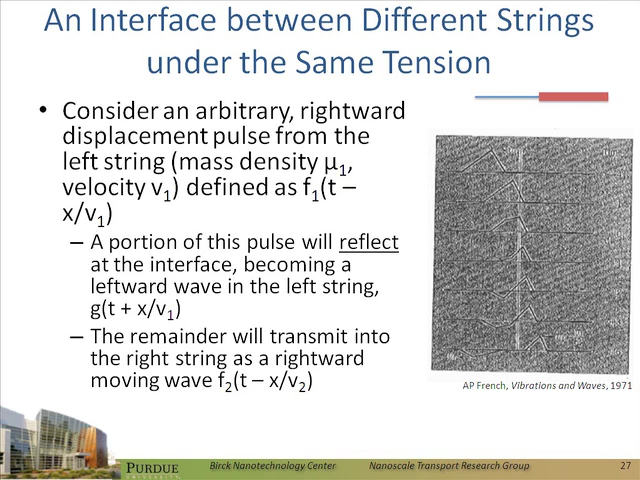 An Interface between Different Strings
under the Same Tension
• Consider an arbitrary, rightward
displacement pulse from the
left string (mass density μ₁,
velocity v₁) defined as f₁(t –
x/v₁)
– A portion of this pulse will reflect
at the interface, becoming a
leftward wave in the left string,
g(t + x/v₁)
– The remainder will transmit into
the right string as a rightward
moving wave f₂(t – x/v₂)
AP French, Vibrations and Waves, 1971
PURDUE
UNIVERSITY
Birck Nanotechnology Center
Nanoscale Transport Research Group
27